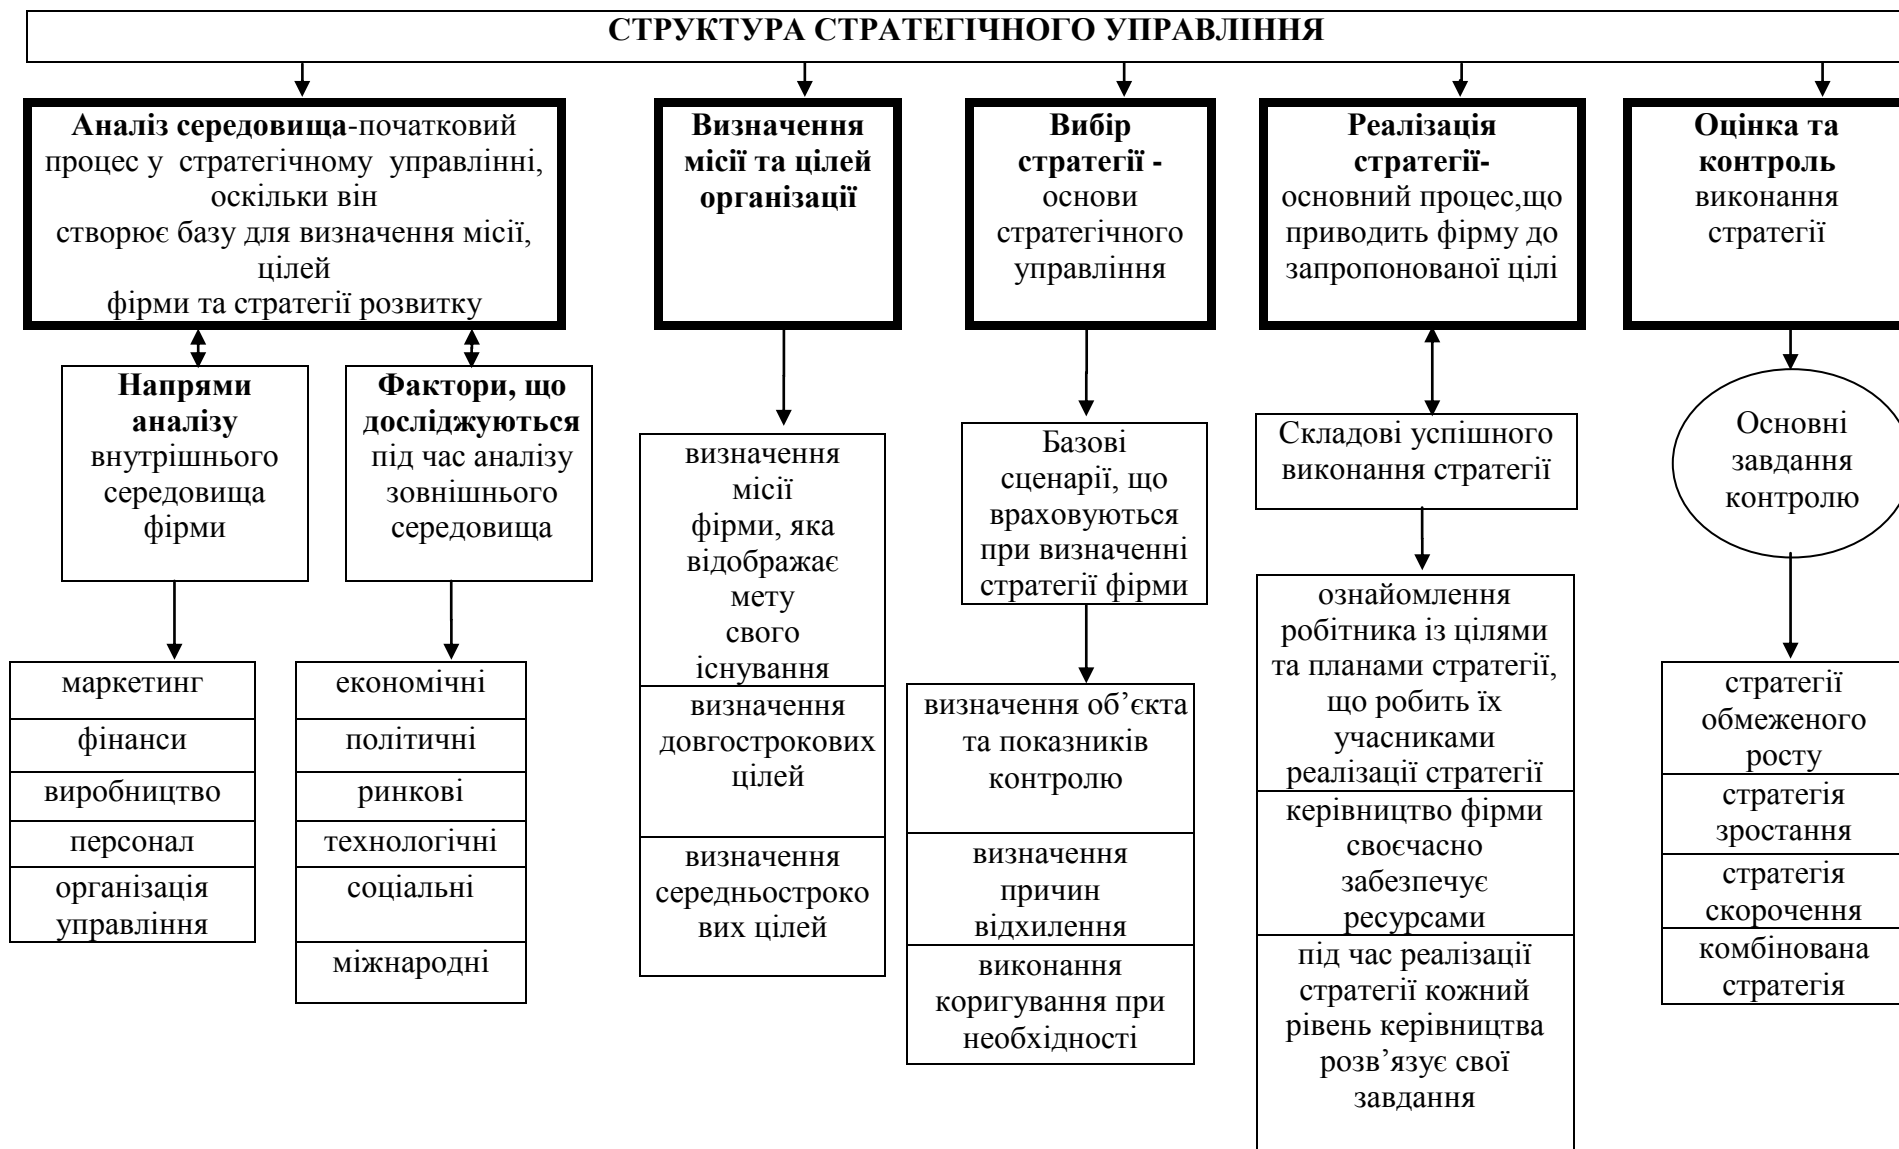 СТРУКТУРА СТРАТЕГІЧНОГО УПРАВЛІННЯ
Аналіз середовища-початковий
процес у стратегічному управлінні,
оскільки він
створює базу для визначення місії,
цілей
фірми та стратегії розвитку
Визначення
місії та цілей
організації
Вибір
стратегії -
основи
стратегічного
управління
Реалізація
стратегії-
основний процес,що
приводить фірму до
запропонованої цілі
Оцінка та
контроль
виконання
стратегії
Напрями
аналізу
внутрішнього
середовища
фірми
Фактори, що
досліджуються
під час аналізу
зовнішнього
середовища
визначення
місії
фірми, яка
відображає
мету
свого
існування
визначення
довгострокових
цілей
визначення
середньостроко
вих цілей
Базові
сценарії, що
враховуються
при визначенні
стратегії фірми
Складові успішного
виконання стратегії
Основні
завдання
контролю
маркетинг
фінанси
виробництво
персонал
організація
управління
економічні
політичні
ринкові
технологічні
соціальні
міжнародні
визначення об’єкта
та показників
контролю
визначення
причин
відхилення
виконання
коригування при
необхідності
ознайомлення
робітника із цілями
та планами стратегії,
що робить їх
учасниками
реалізації стратегії
керівництво фірми
своєчасно
забезпечує
ресурсами
під час реалізації
стратегії кожний
рівень керівництва
розв’язує свої
завдання
стратегії
обмеженого
росту
стратегія
зростання
стратегія
скорочення
комбінована
стратегія